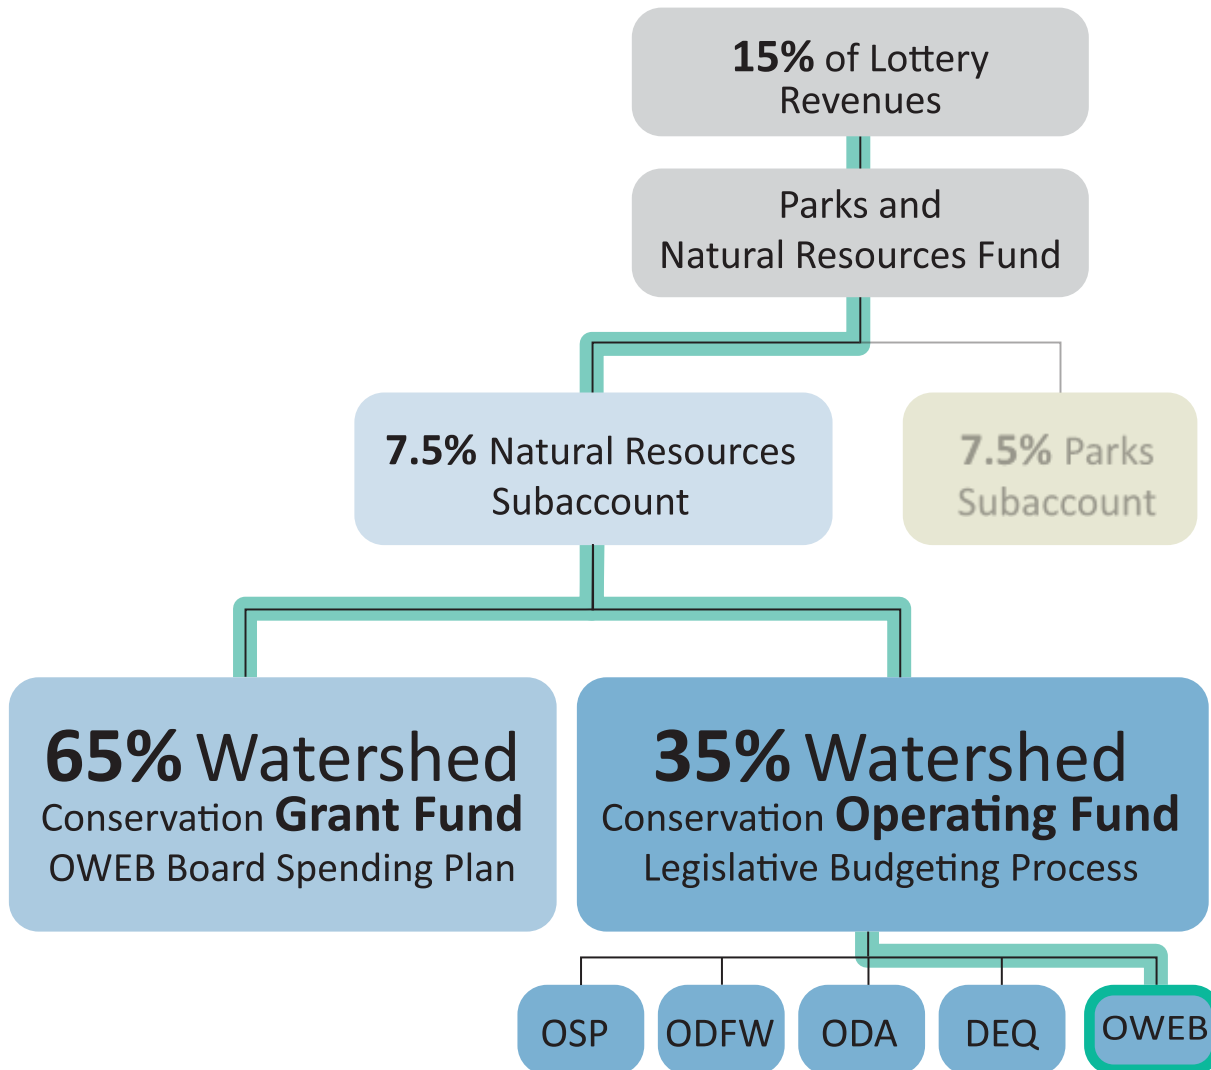 15% of Lottery
Revenues
Parks and
Natural Resources Fund
7.5% Natural Resources
Subaccount
7.5% Parks
Subaccount
65% Watershed
Conservation Grant Fund
OWEB Board Spending Plan
35% Watershed
Conservation Operating Fund
Legislative Budgeting Process
OSP
ODFW
ODA
DEQ
OWEB